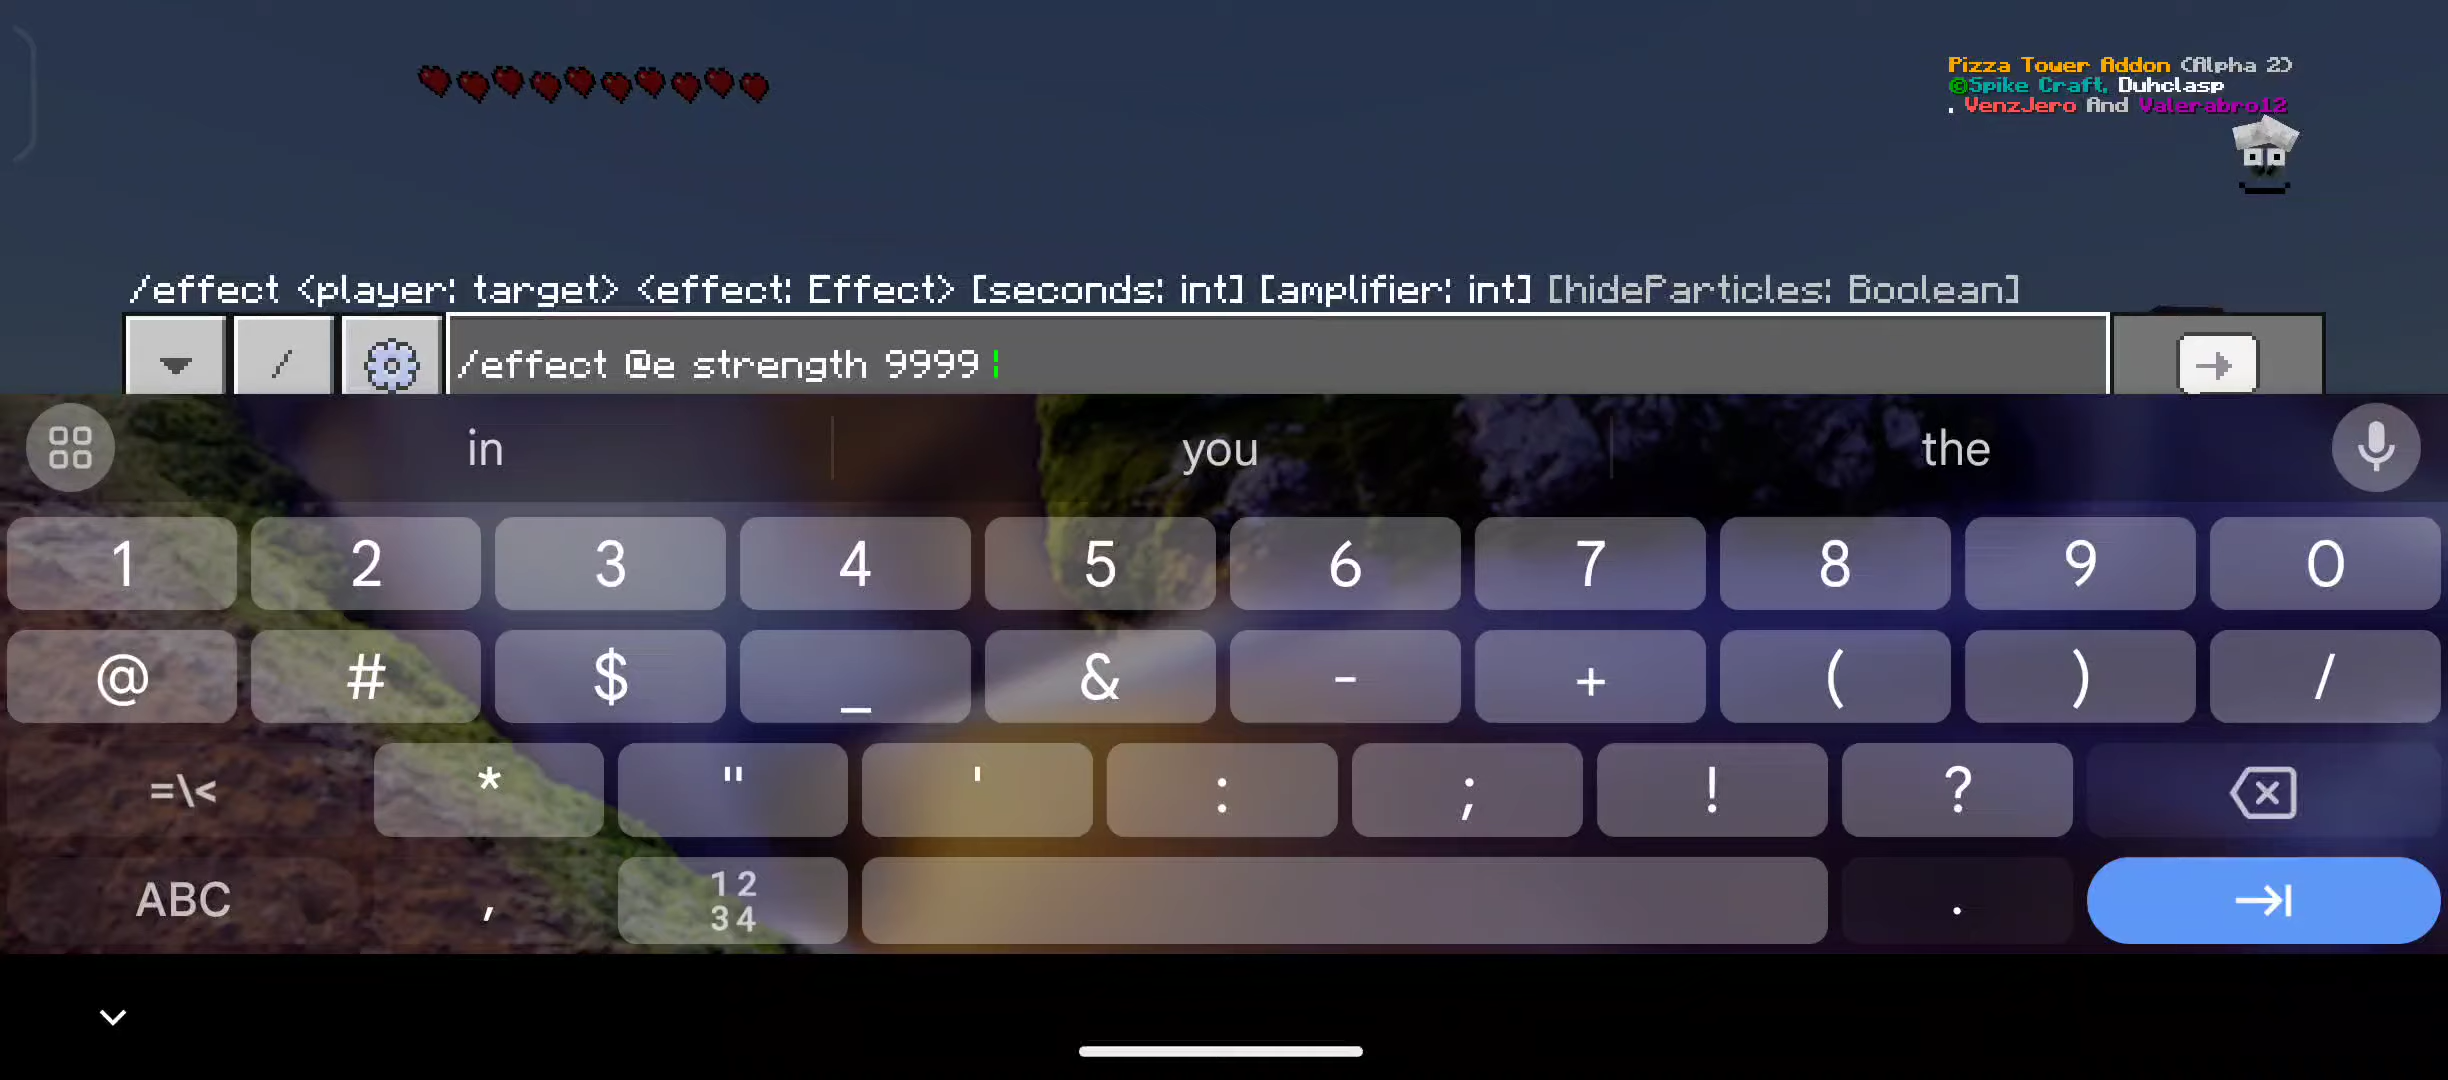 Pizza Tower Addon (Alpha 2)
©Spike Craft, Duhclasp
, VenzJero And Valerabro12
/effect <player: target> <effect: Effect> [seconds: int] [amplifier: int] [hideParticles: Boolean]
/
/effect @e strength 9999
in you the
1 2 3 4 5 6 7 8 9 0
@ # $ _ & - + ( ) /
=\< * " ' : ; ! ?
ABC , 12 34 .